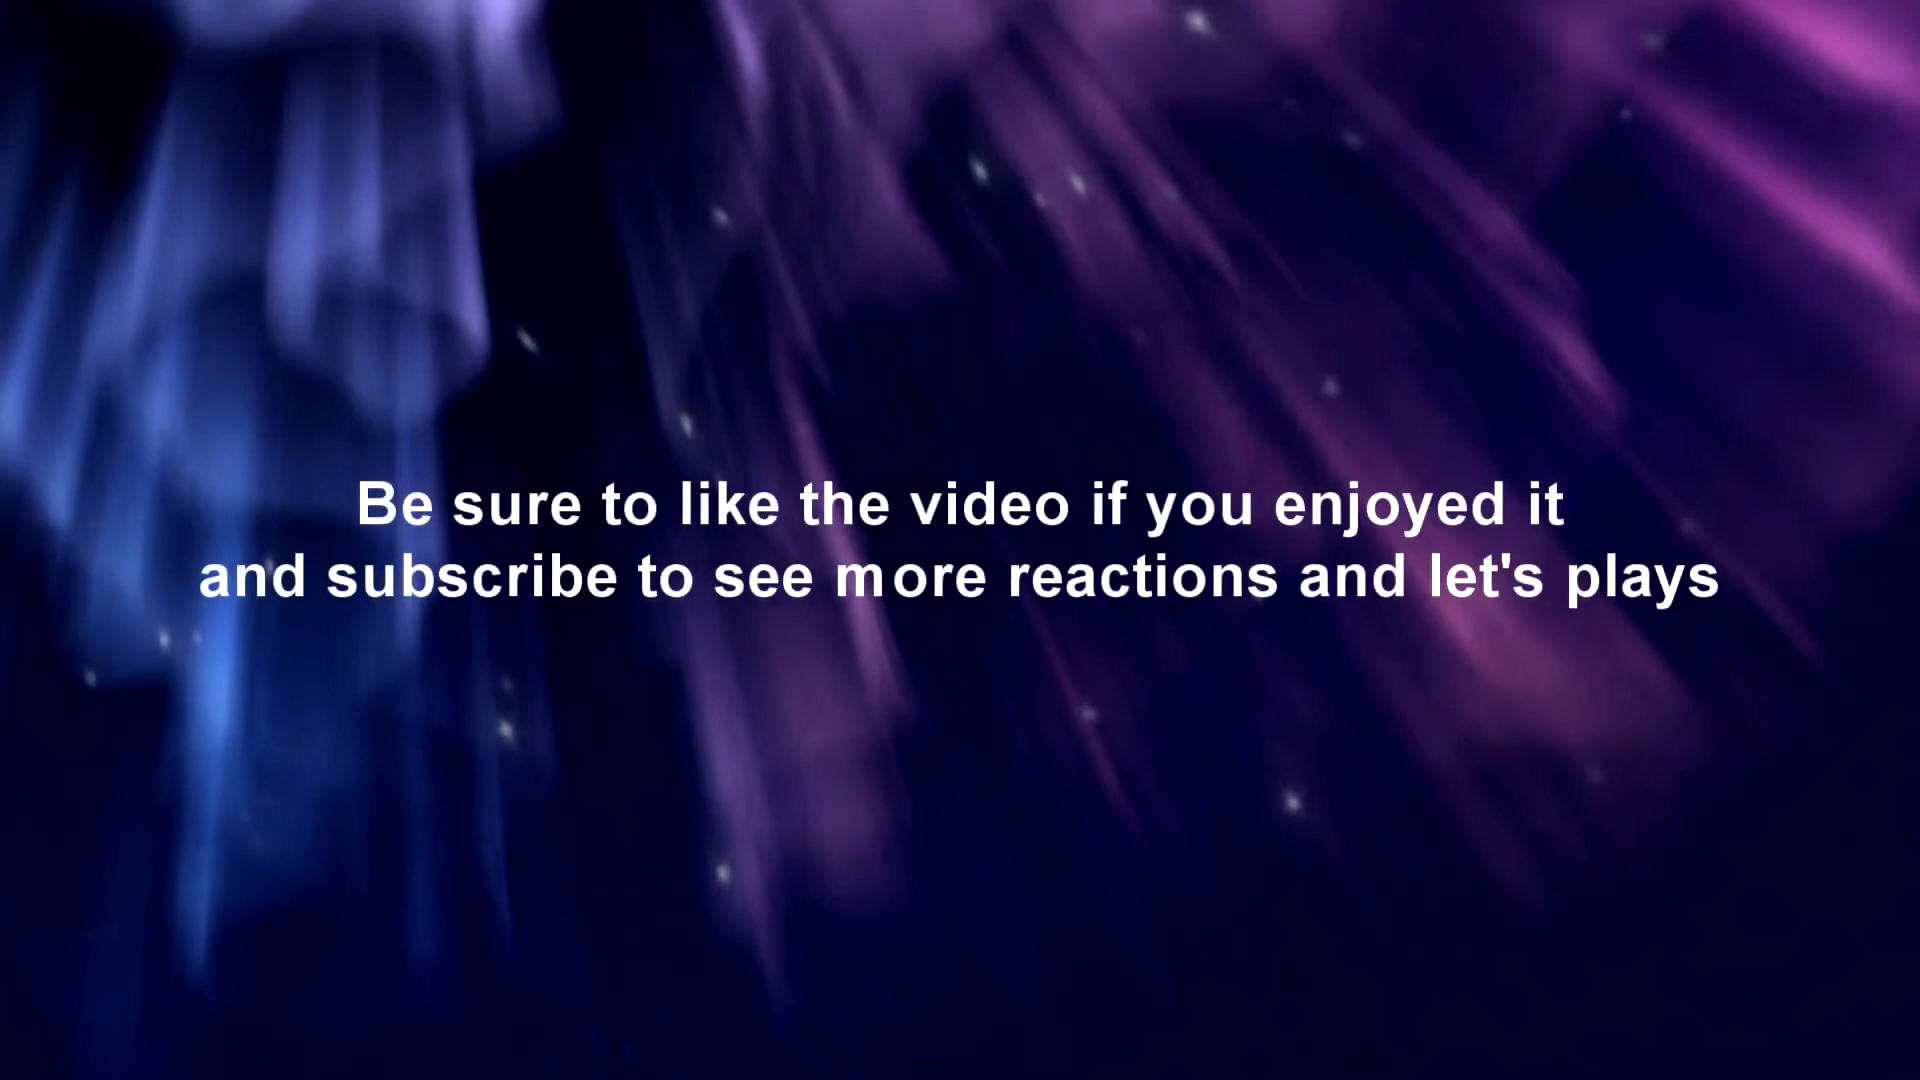 Be sure to like the video if you enjoyed it
and subscribe to see more reactions and let's plays